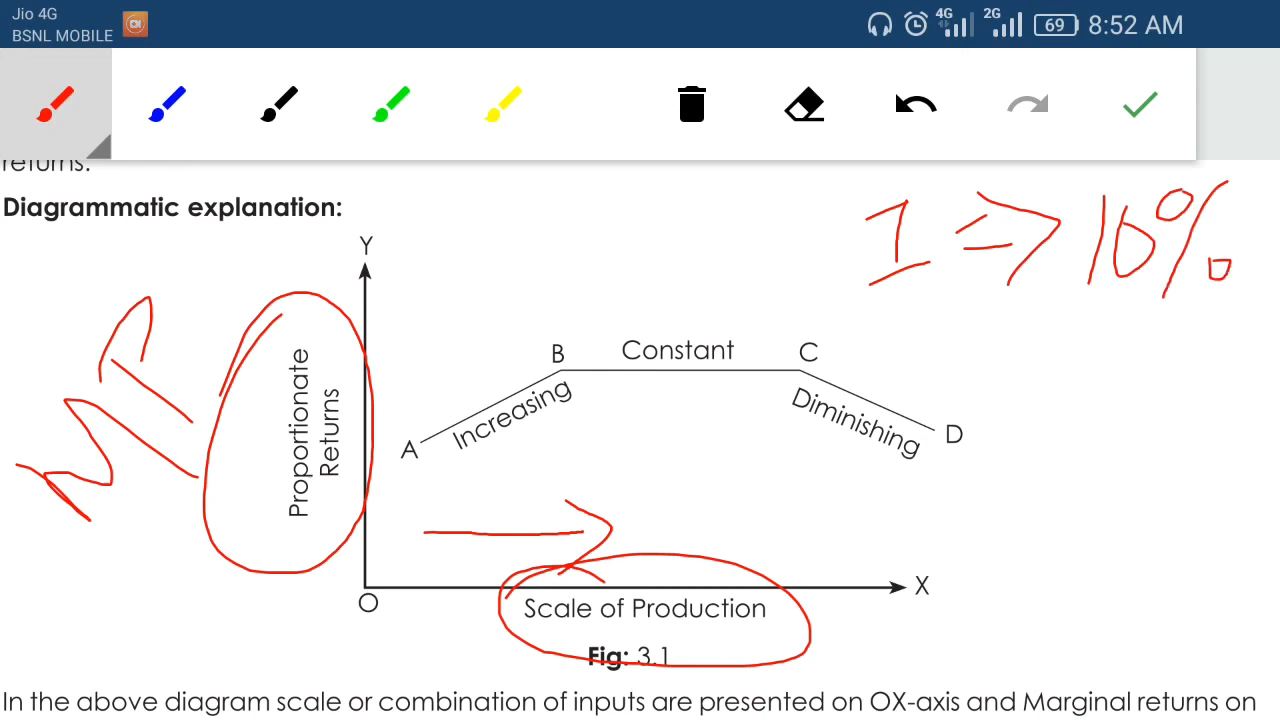 Jio 4G
BSNL MOBILE
4G
2G
69
8:52 AM
returns.
Diagrammatic explanation:
1 ⇒ 10%
Y
B
Constant
C
Proportionate
Returns
Increasing
Diminishing
A
D
O
X
Scale of Production
Fig: 3.1
In the above diagram scale or combination of inputs are presented on OX-axis and Marginal returns on